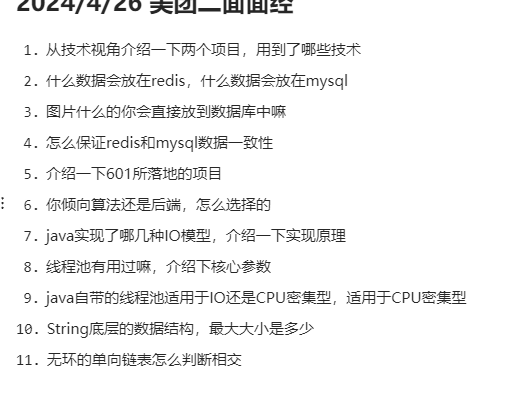 2024/4/26 美团二面面经
1. 从技术视角介绍一下两个项目，用到了哪些技术
2. 什么数据会放在redis，什么数据会放在mysql
3. 图片什么的你会直接放到数据库中嘛
4. 怎么保证redis和mysql数据一致性
5. 介绍一下601所落地的项目
6. 你倾向算法还是后端，怎么选择的
7. java实现了哪几种IO模型，介绍一下实现原理
8. 线程池有用过嘛，介绍下核心参数
9. java自带的线程池适用于IO还是CPU密集型，适用于CPU密集型
10. String底层的数据结构，最大大小是多少
11. 无环的单向链表怎么判断相交